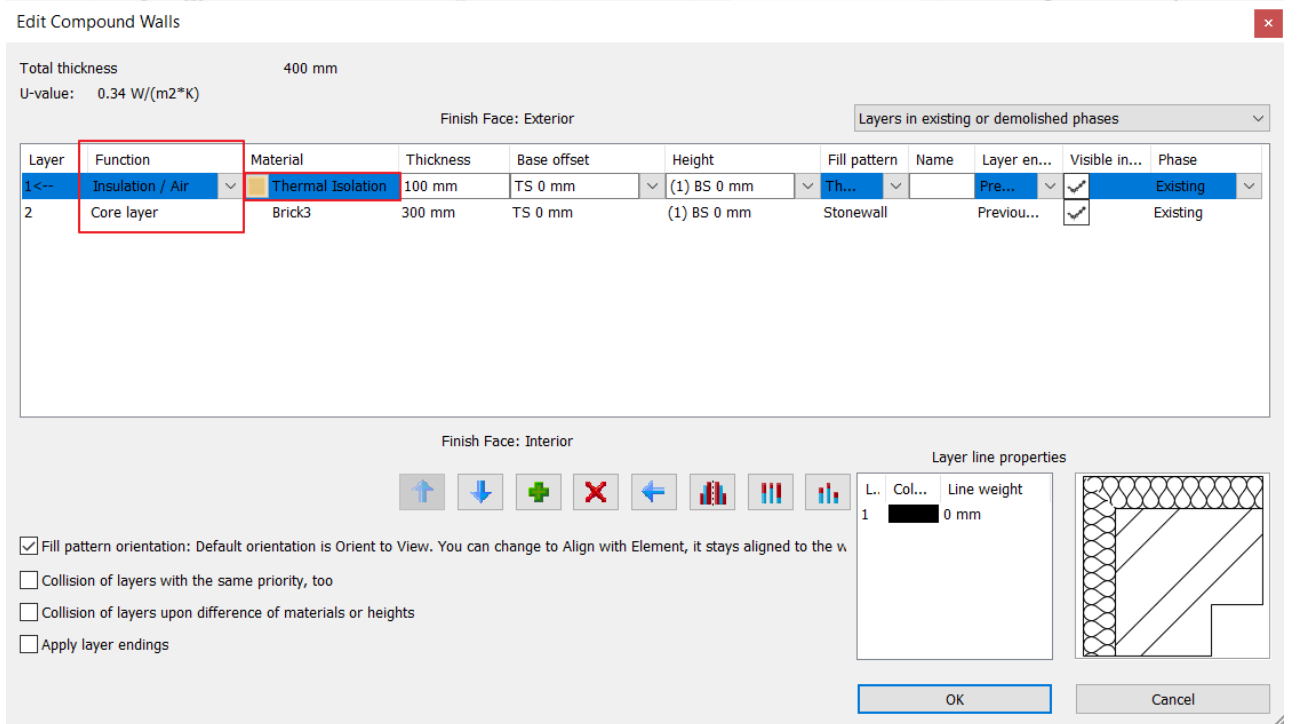 Edit Compound Walls
Total thickness 400 mm
U-value: 0.34 W/(m2*K)
Finish Face: Exterior
Layers in existing or demolished phases
Layer Function Material Thickness Base offset Height Fill pattern Name Layer en... Visible in... Phase
1<-- Insulation / Air Thermal Isolation 100 mm TS 0 mm (1) BS 0 mm Th... Pre... Existing
2 Core layer Brick3 300 mm TS 0 mm (1) BS 0 mm Stonewall Previou... Existing
Finish Face: Interior
Layer line properties
L.. Col... Line weight
1 0 mm
Fill pattern orientation: Default orientation is Orient to View. You can change to Align with Element, it stays aligned to the w
Collision of layers with the same priority, too
Collision of layers upon difference of materials or heights
Apply layer endings
OK Cancel